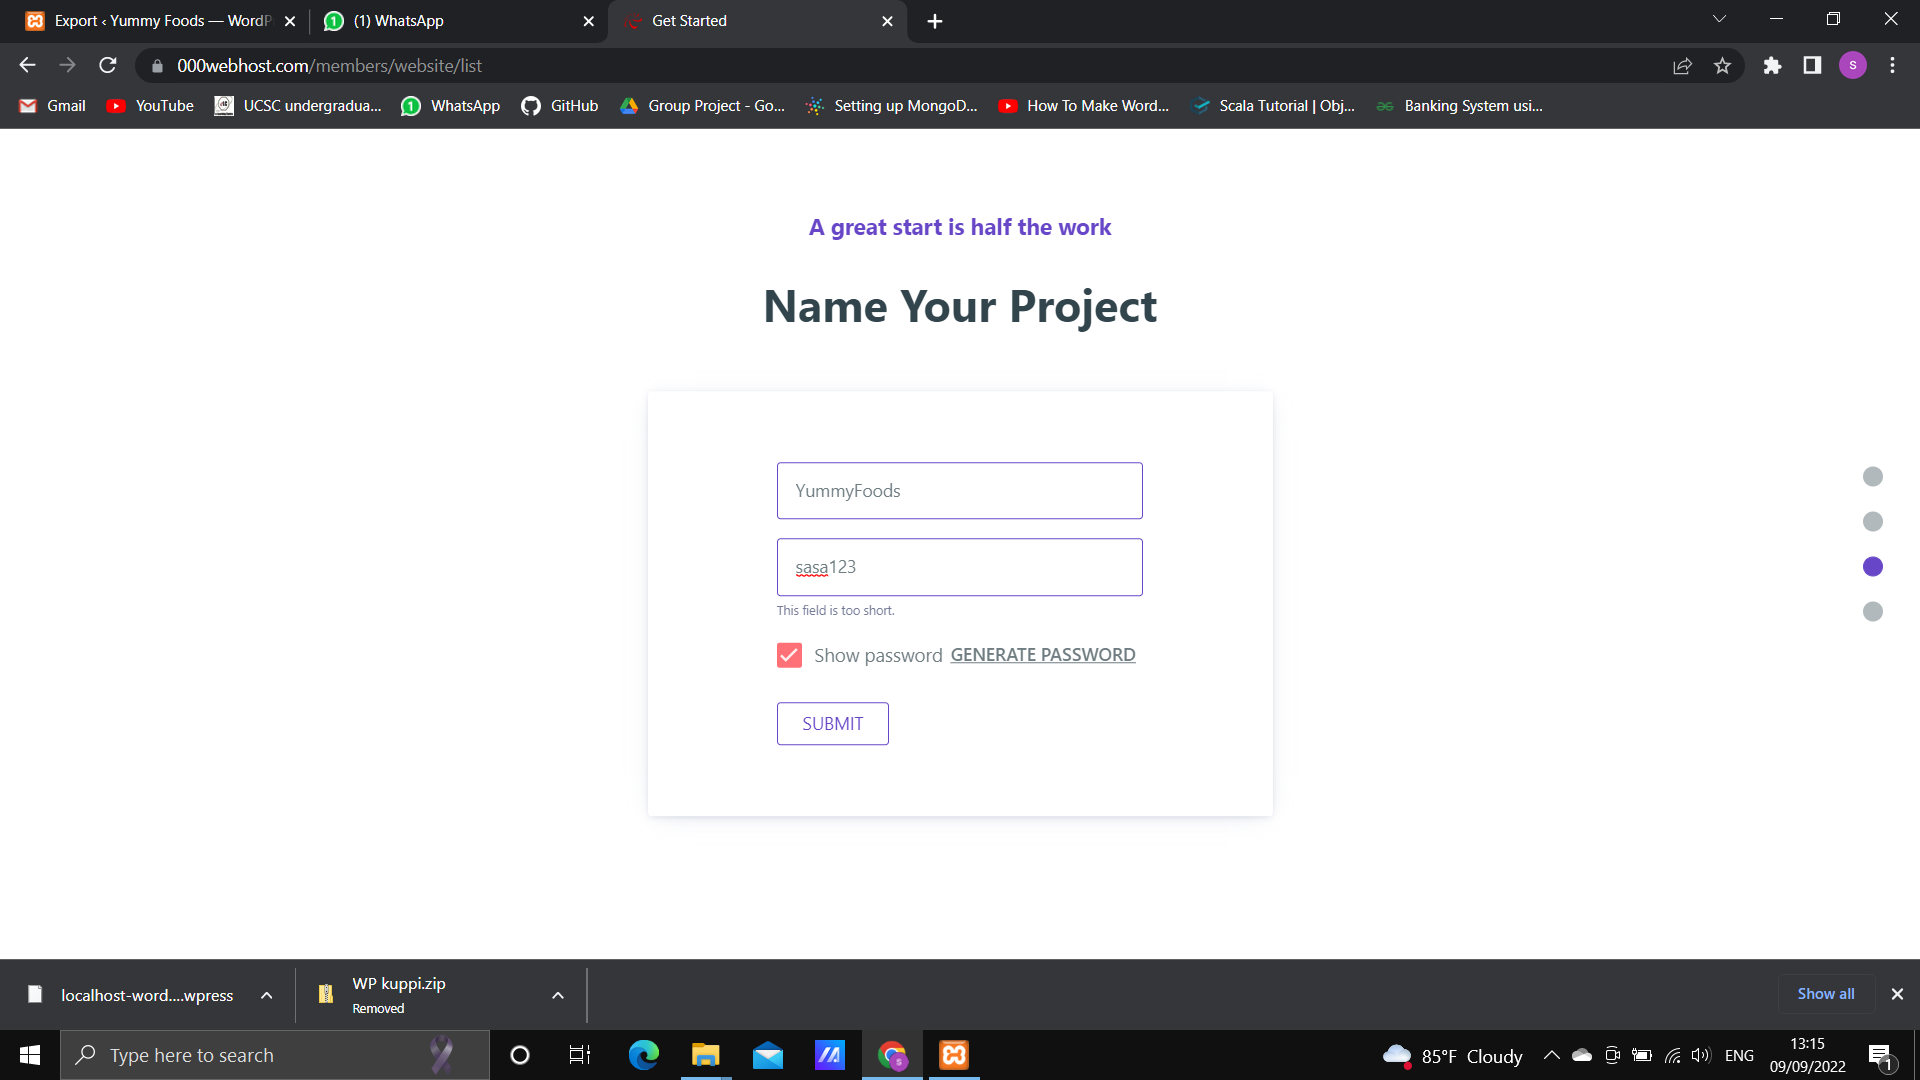 Export ‹ Yummy Foods — WordP
(1) WhatsApp
Get Started
000webhost.com/members/website/list
S
Gmail
YouTube
UCSC undergradua...
WhatsApp
GitHub
Group Project - Go...
Setting up MongoD...
How To Make Word...
Scala Tutorial | Obj...
Banking System usi...
A great start is half the work
Name Your Project
YummyFoods
sasa123
This field is too short.
Show password GENERATE PASSWORD
SUBMIT
localhost-word....wpress
WP kuppi.zip
Removed
Show all
Type here to search
85°F Cloudy
ENG
13:15
09/09/2022
1